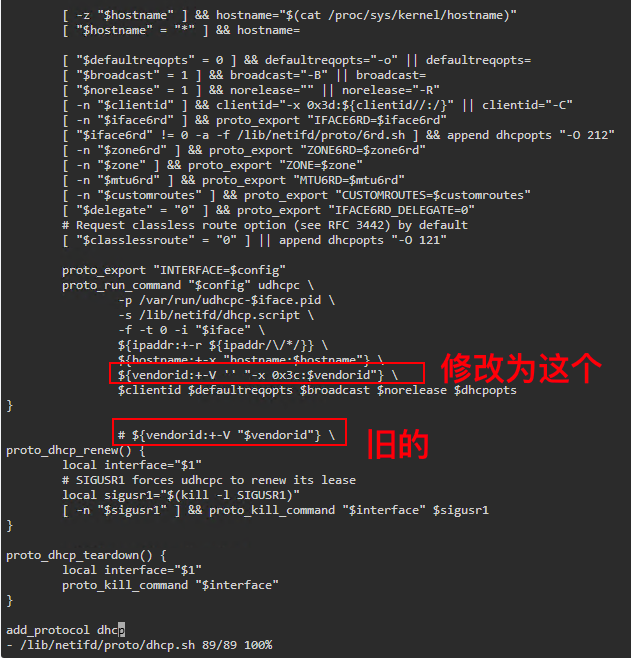 [ -z "$hostname" ] && hostname="$(cat /proc/sys/kernel/hostname)"
[ "$hostname" = "*" ] && hostname=
[ "$defaultreqopts" = 0 ] && defaultreqopts="-o" || defaultreqopts=
[ "$broadcast" = 1 ] && broadcast="-B" || broadcast=
[ "$norelease" = 1 ] && norelease="" || norelease="-R"
[ -n "$clientid" ] && clientid="-x 0x3d:${clientid//:/}" || clientid="-C"
[ -n "$iface6rd" ] && proto_export "IFACE6RD=$iface6rd"
[ "$iface6rd" != 0 -a -f /lib/netifd/proto/6rd.sh ] && append dhcpopts "-O 212"
[ -n "$zone6rd" ] && proto_export "ZONE6RD=$zone6rd"
[ -n "$zone" ] && proto_export "ZONE=$zone"
[ -n "$mtu6rd" ] && proto_export "MTU6RD=$mtu6rd"
[ -n "$customroutes" ] && proto_export "CUSTOMROUTES=$customroutes"
[ "$delegate" = "0" ] && proto_export "IFACE6RD_DELEGATE=0"
# Request classless route option (see RFC 3442) by default
[ "$classlessroute" = "0" ] || append dhcpopts "-O 121"
proto_export "INTERFACE=$config"
proto_run_command "$config" udhcpc \
-p /var/run/udhcpc-$iface.pid \
-s /lib/netifd/dhcp.script \
-f -t 0 -i "$iface" \
${ipaddr:+-r ${ipaddr/\/*/}} \
${hostname:+-x "hostname:$hostname"} \
${vendorid:+-V '' "-x 0x3c:$vendorid"} \ 修改为这个
$clientid $defaultreqopts $broadcast $norelease $dhcpopts
}
# ${vendorid:+-V "$vendorid"} \ 旧的
proto_dhcp_renew() {
local interface="$1"
# SIGUSR1 forces udhcpc to renew its lease
local sigusr1="$(kill -l SIGUSR1)"
[ -n "$sigusr1" ] && proto_kill_command "$interface" $sigusr1
}
proto_dhcp_teardown() {
local interface="$1"
proto_kill_command "$interface"
}
add_protocol dhcp
- /lib/netifd/proto/dhcp.sh 89/89 100%